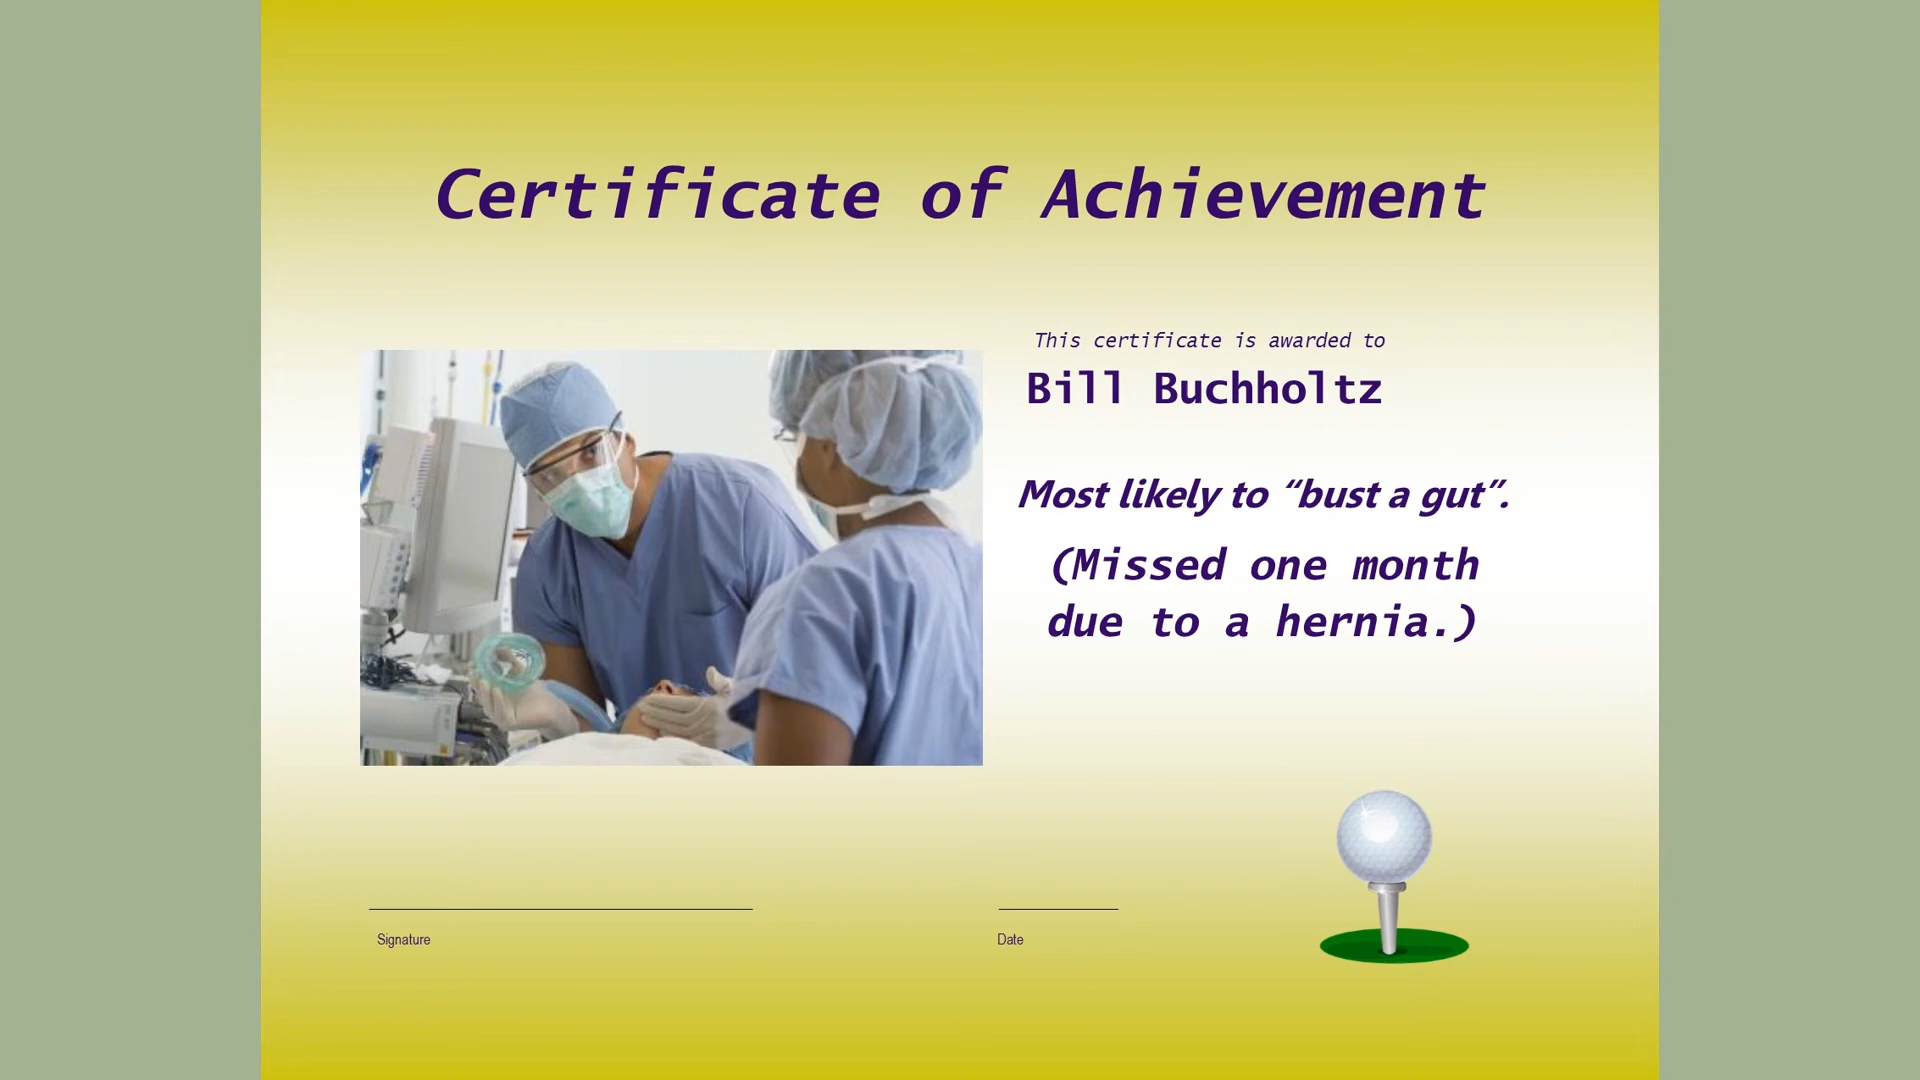 Certificate of Achievement
This certificate is awarded to
Bill Buchholtz
Most likely to “bust a gut”.
(Missed one month
due to a hernia.)
Signature
Date